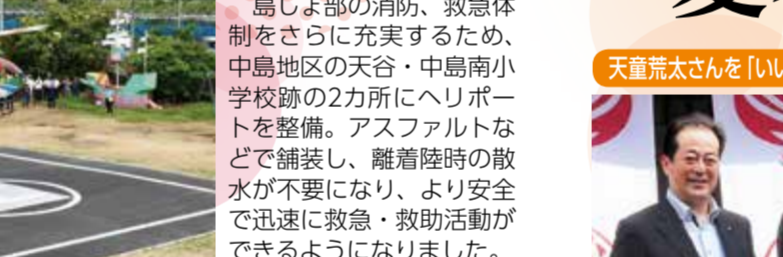 島しょ部の消防、救急体
制をさらに充実するため、
中島地区の天谷・中島南小
学校跡の2カ所にヘリポー
トを整備。アスファルトな
どで舗装し、離着陸時の散
水が不要になり、より安全
で迅速に救急・救助活動が
できるようになりました。
天童荒太さんを「いい